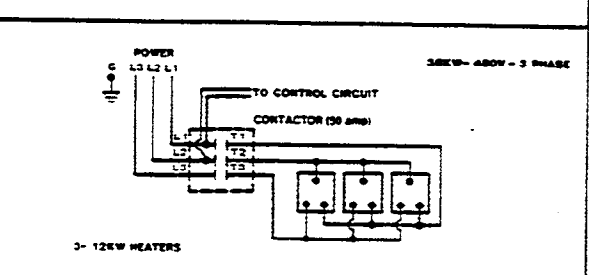 POWER
G L3 L2 L1
36KW - 480V - 3 PHASE
TO CONTROL CIRCUIT
CONTACTOR (50 amp)
L1 T1
L2 T2
L3 T3
3- 12KW HEATERS